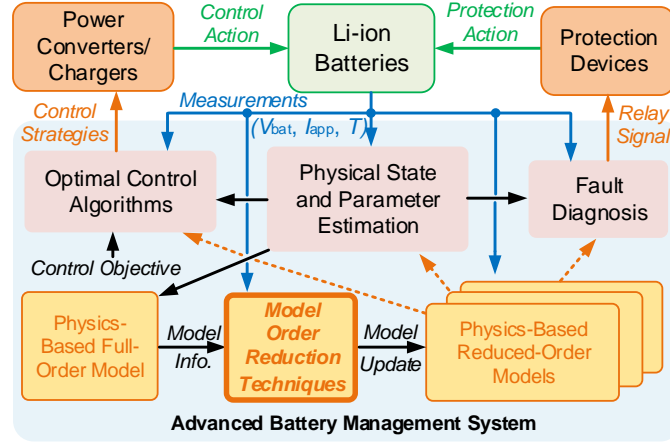 Power
Converters/
Chargers
Control
Action
Li-ion
Batteries
Protection
Action
Protection
Devices
Control
Strategies
Measurements
(Vbat, Iapp, T)
Relay
Signal
Optimal Control
Algorithms
Physical State
and Parameter
Estimation
Fault
Diagnosis
Control Objective
Physics-
Based Full-
Order Model
Model
Info.
Model
Order
Reduction
Techniques
Model
Update
Physics-Based
Reduced-Order
Models
Advanced Battery Management System